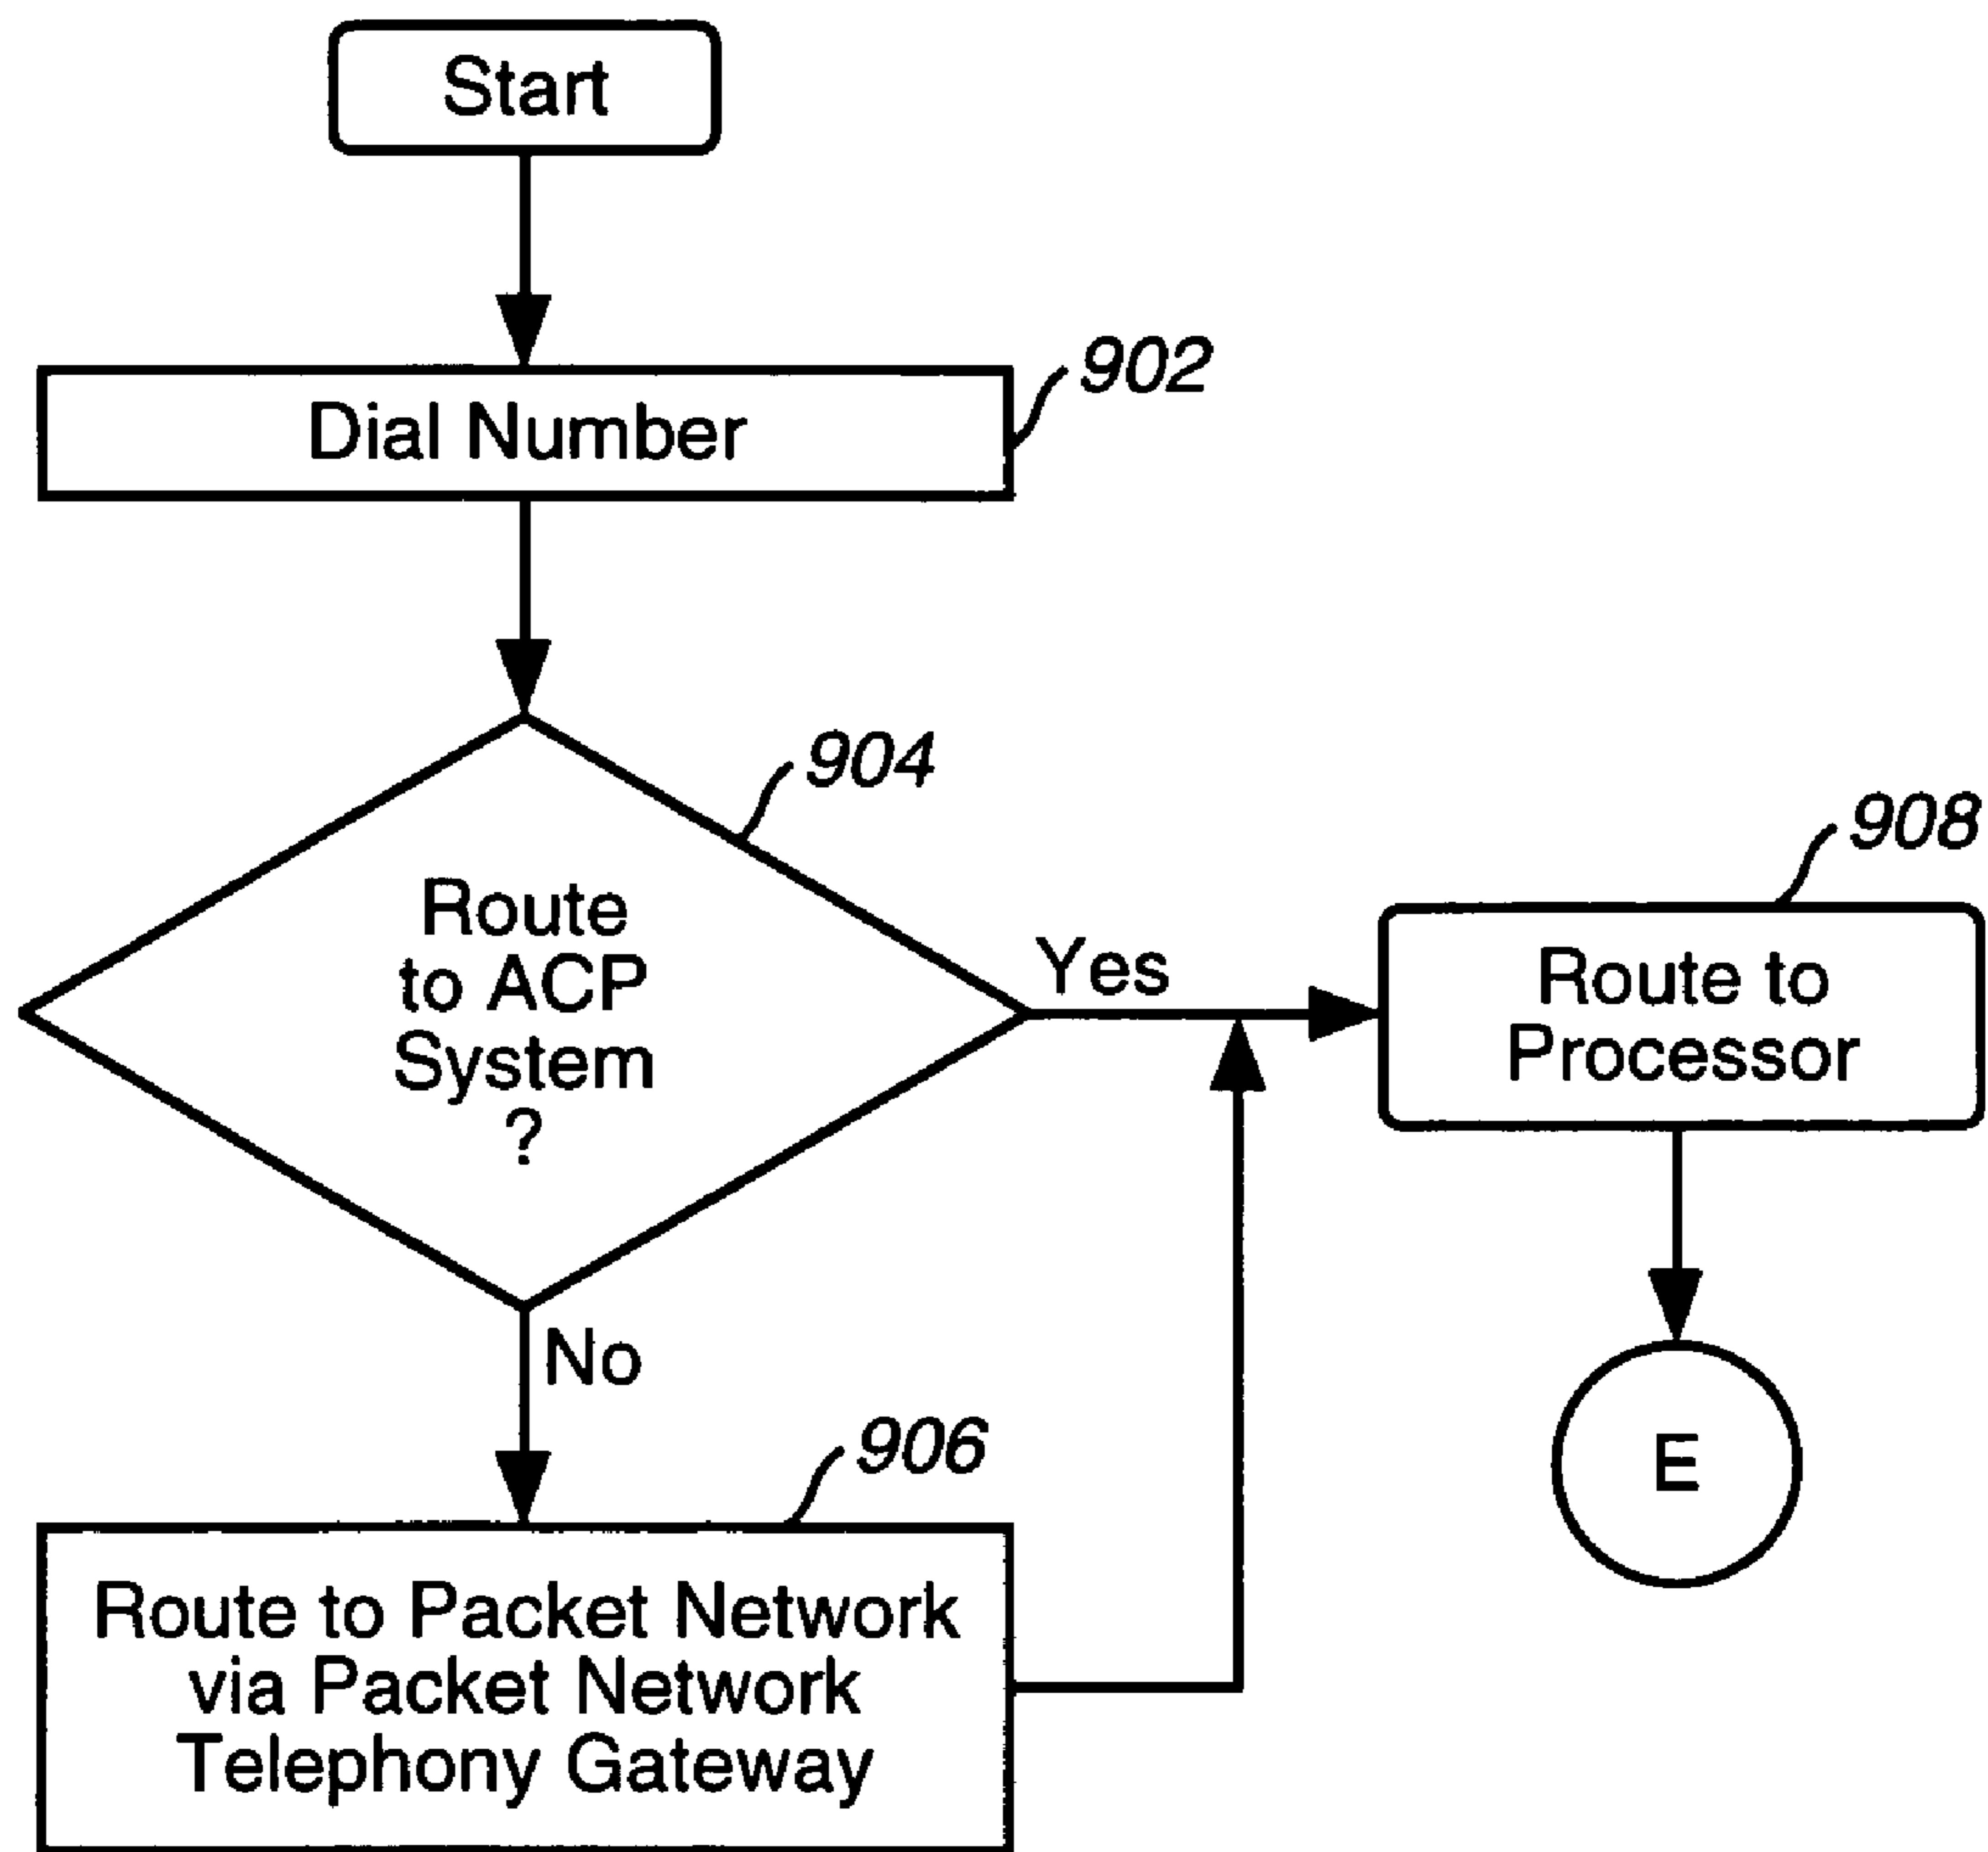 Start
Dial Number
902
904
Route
to ACP
System
?
Yes
908
Route to
Processor
No
906
Route to Packet Network
via Packet Network
Telephony Gateway
E